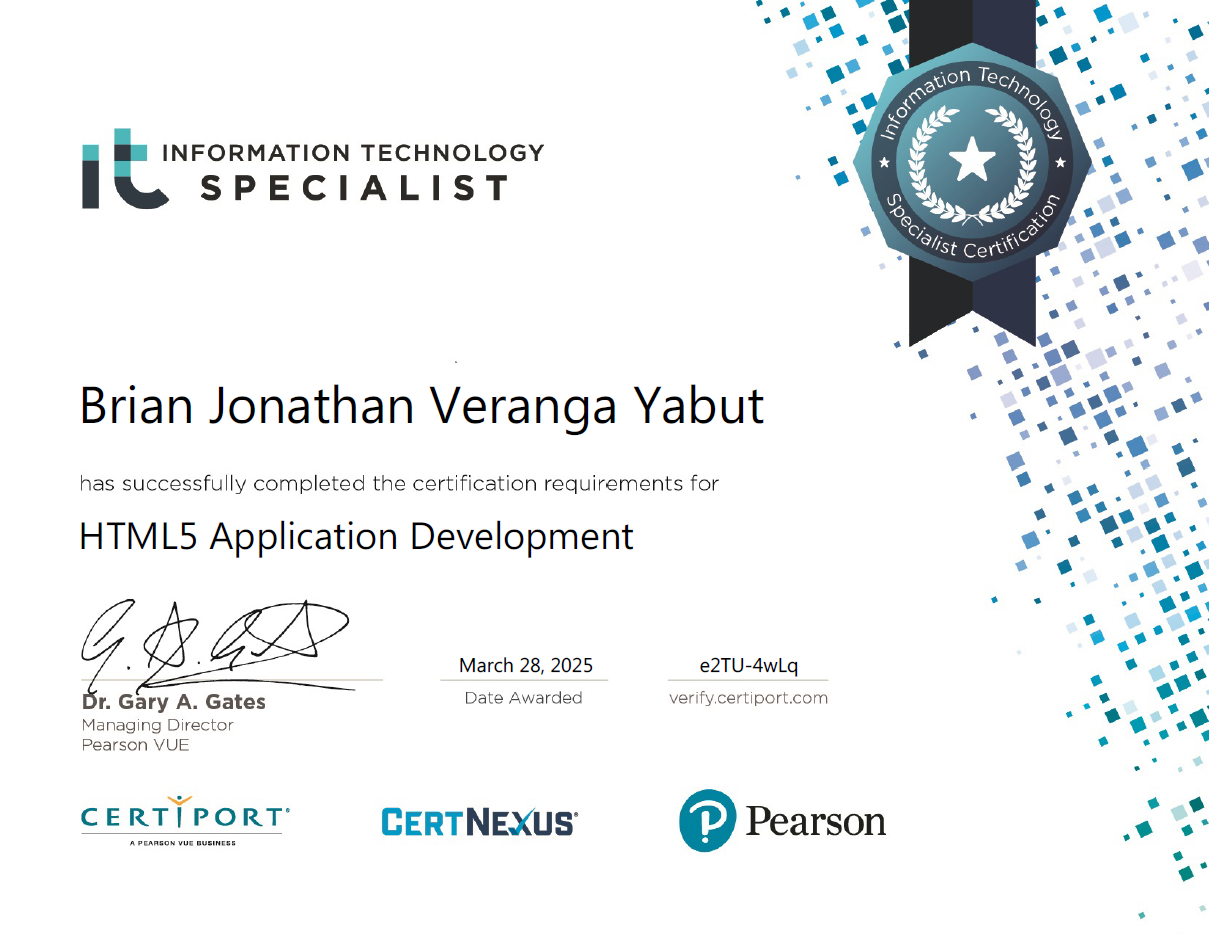 INFORMATION TECHNOLOGY
SPECIALIST
Information Technology
Specialist Certification
Brian Jonathan Veranga Yabut
has successfully completed the certification requirements for
HTML5 Application Development
March 28, 2025
e2TU-4wLq
Dr. Gary A. Gates
Date Awarded
verify.certiport.com
Managing Director
Pearson VUE
CERTIPORT®
A PEARSON VUE BUSINESS
CERTNEXUS®
Pearson